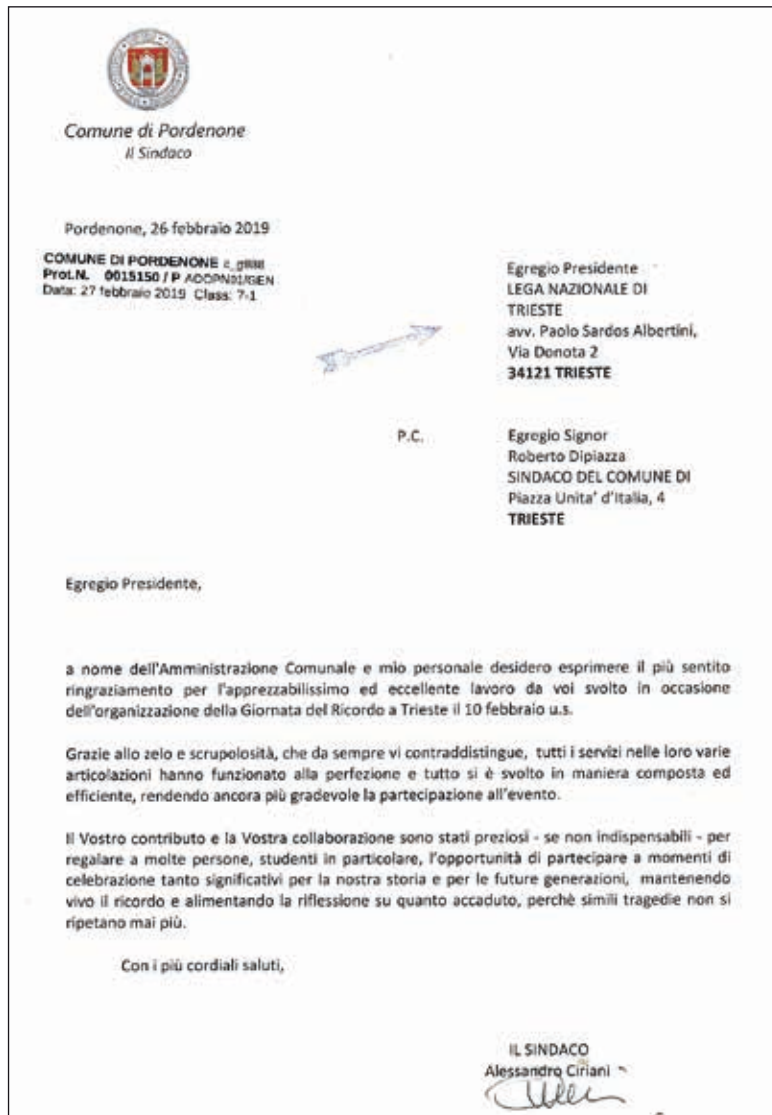 Comune di Pordenone
Il Sindaco
Pordenone, 26 febbraio 2019
COMUNE DI PORDENONE
Prot.N. 0015150 / P
Data: 27 febbraio 2019 Class: 7-1
Egregio Presidente
LEGA NAZIONALE DI
TRIESTE
avv. Paolo Sardos Albertini,
Via Donota 2
34121 TRIESTE
P.C. Egregio Signor
Roberto Dipiazza
SINDACO DEL COMUNE DI
Piazza Unita' d'Italia, 4
TRIESTE
Egregio Presidente,
a nome dell'Amministrazione Comunale e mio personale desidero esprimere il più sentito
ringraziamento per l'apprezzabilissimo ed eccellente lavoro da voi svolto in occasione
dell'organizzazione della Giornata del Ricordo a Trieste il 10 febbraio u.s.
Grazie allo zelo e scrupolosità, che da sempre vi contraddistingue, tutti i servizi nelle loro varie
articolazioni hanno funzionato alla perfezione e tutto si è svolto in maniera composta ed
efficiente, rendendo ancora più gradevole la partecipazione all'evento.
Il Vostro contributo e la Vostra collaborazione sono stati preziosi - se non indispensabili - per
regalare a molte persone, studenti in particolare, l'opportunità di partecipare a momenti di
celebrazione tanto significativi per la nostra storia e per le future generazioni, mantenendo
vivo il ricordo e alimentando la riflessione su quanto accaduto, perchè simili tragedie non si
ripetano mai più.
Con i più cordiali saluti,
IL SINDACO
Alessandro Ciriani